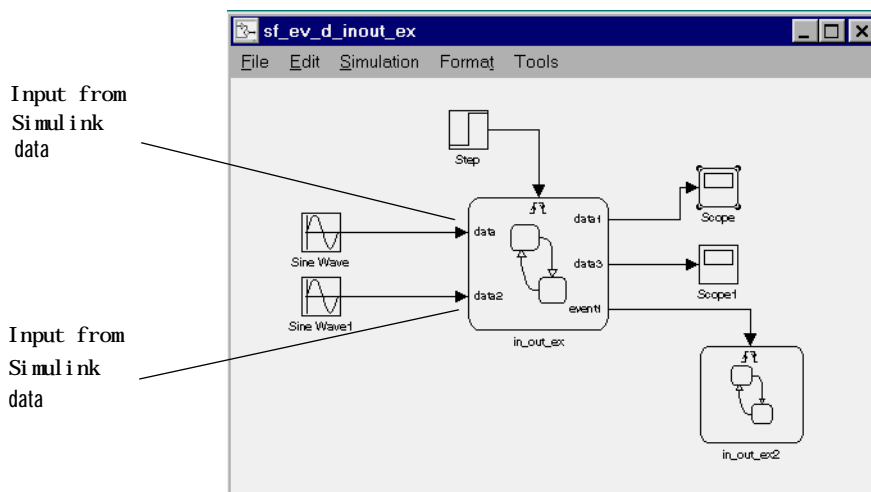 sf_ev_d_inout_ex
File Edit Simulation Format Tools
Input from
Simulink
data
Step
data
data1
Scope
Sine Wave
data3
data2
Scope1
Sine Wave1
event1
in_out_ex
Input from
Simulink
data
in_out_ex2